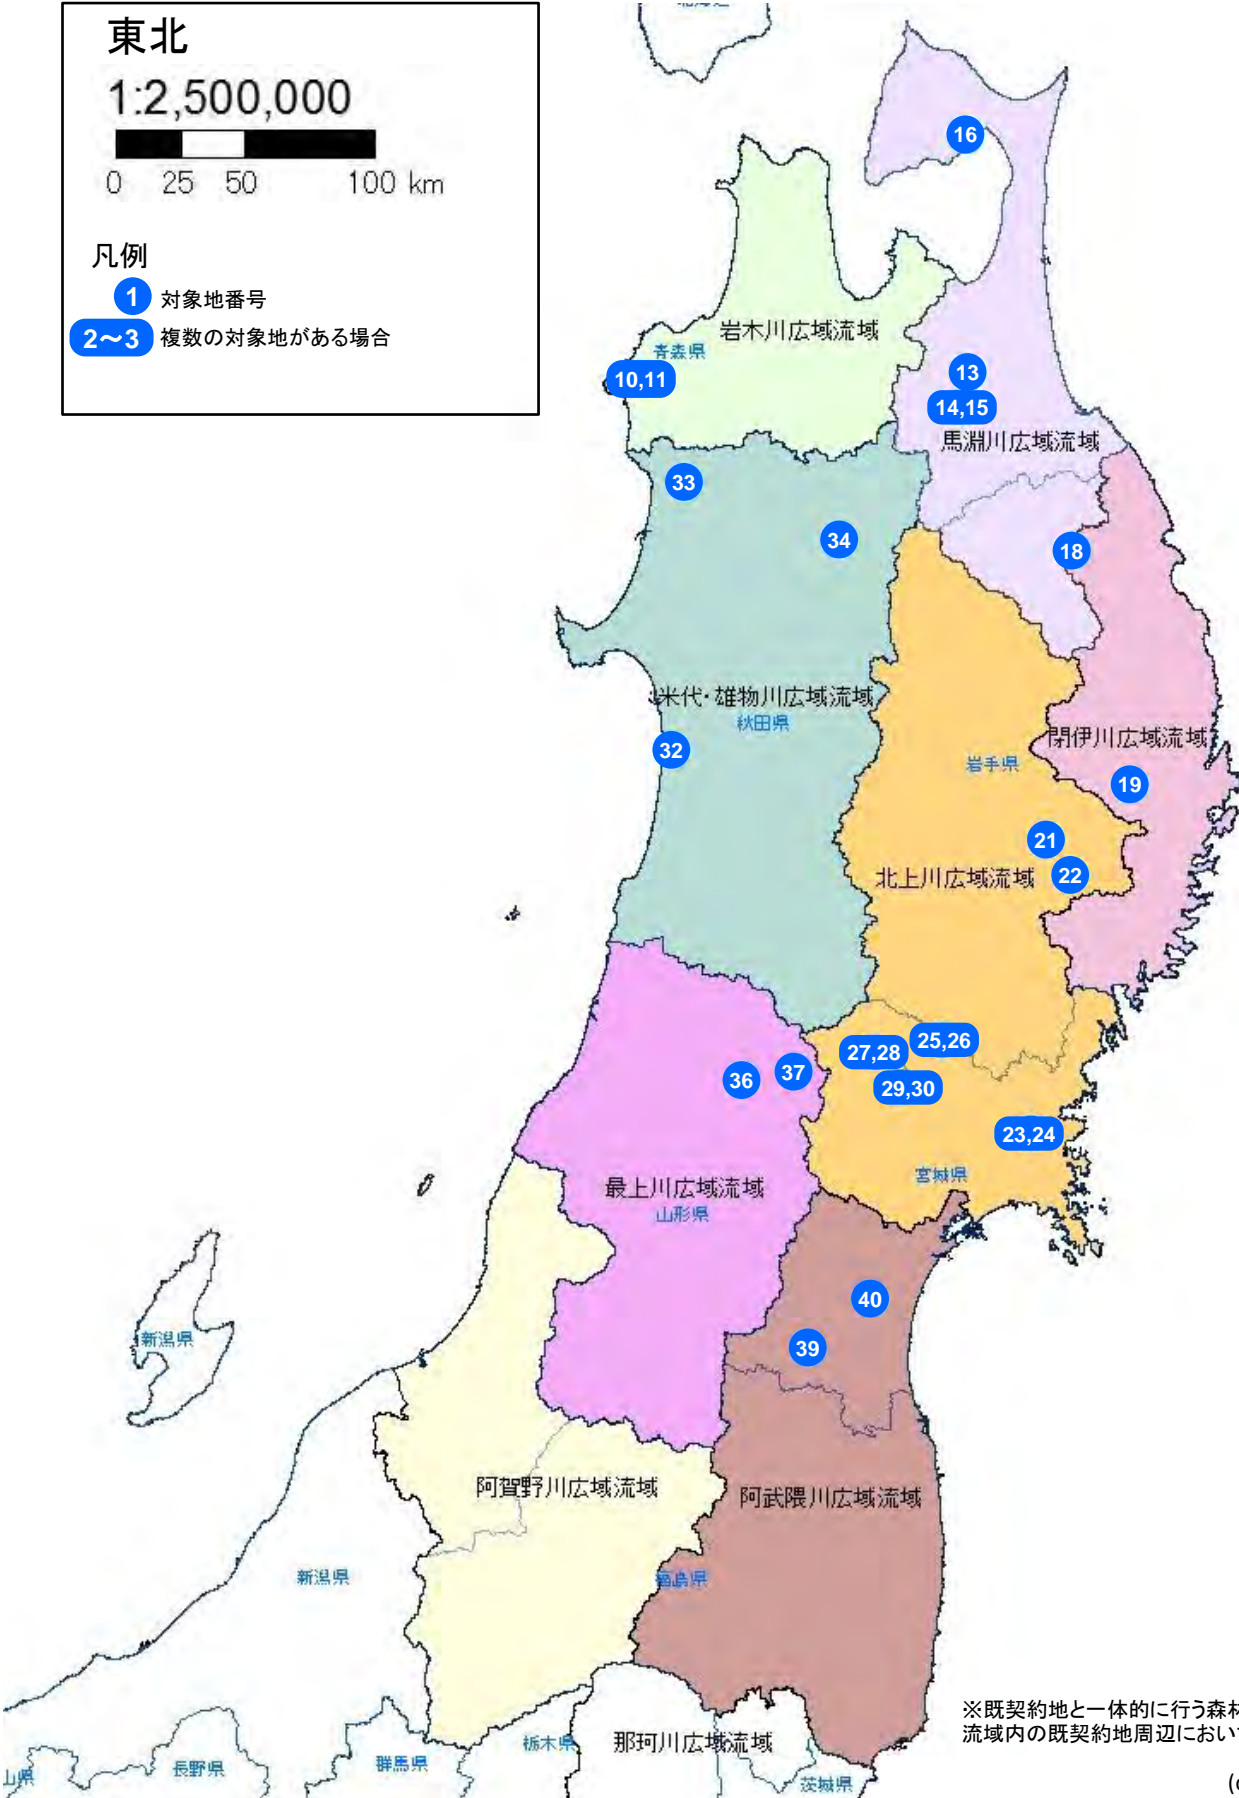 東北
1:2,500,000
0 25 50 100 km
凡例
1 対象地番号
2～3 複数の対象地がある場合
16
岩木川広域流域
青森県
10,11
13
14,15
馬淵川広域流域
33
34
18
米代・雄物川広域流域
秋田県
32
閉伊川広域流域
岩手県
19
21
北上川広域流域
22
25,26
27,28
36
37
29,30
23,24
宮城県
最上川広域流域
山形県
40
新潟県
39
阿賀野川広域流域
阿武隈川広域流域
新潟県
福島県
※既契約地と一体的に行う森林
流域内の既契約地周辺において
栃木県
那珂川広域流域
群馬県
長野県
山県
茨城県
(c